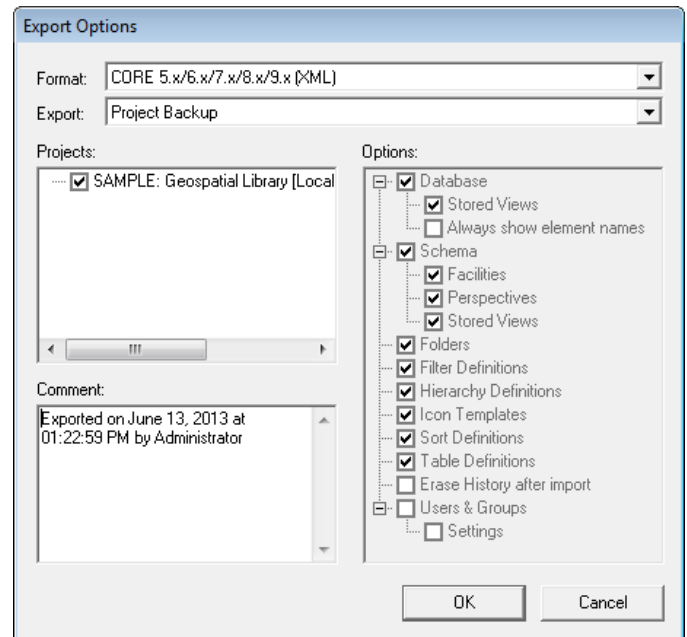 Export Options
Format: CORE 5.x/6.x/7.x/8.x/9.x (XML)
Export: Project Backup
Projects:
SAMPLE: Geospatial Library [Local
Comment:
Exported on June 13, 2013 at
01:22:59 PM by Administrator
Options:
Database
Stored Views
Always show element names
Schema
Facilities
Perspectives
Stored Views
Folders
Filter Definitions
Hierarchy Definitions
Icon Templates
Sort Definitions
Table Definitions
Erase History after import
Users & Groups
Settings
OK
Cancel